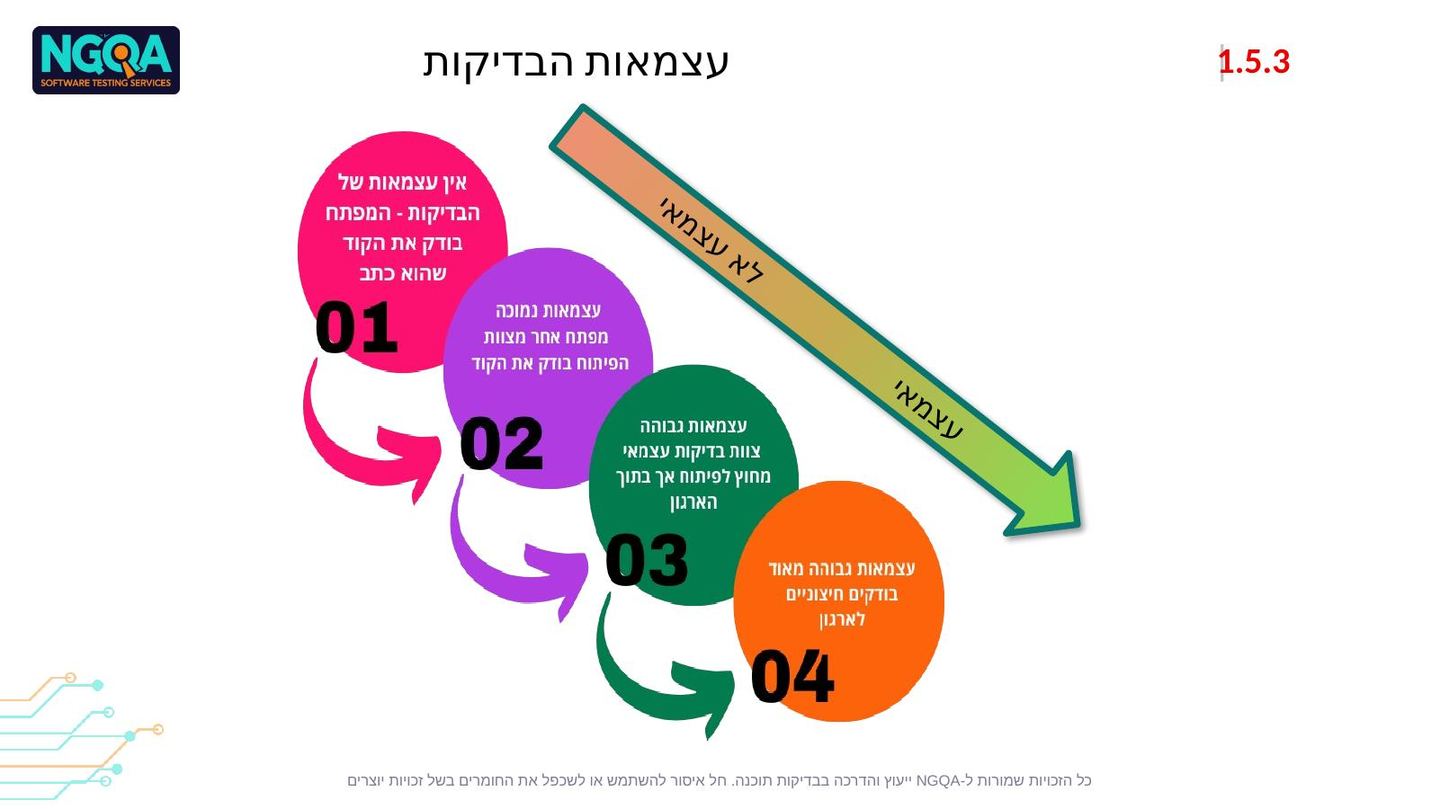 NGQA
SOFTWARE TESTING SERVICES
עצמאות הבדיקות
1.5.3
לא עצמאי
עצמאי
אין עצמאות של
הבדיקות - המפתח
בודק את הקוד
שהוא כתב
01
עצמאות נמוכה
מפתח אחר מצוות
הפיתוח בודק את הקוד
02
עצמאות גבוהה
צוות בדיקות עצמאי
מחוץ לפיתוח אך בתוך
הארגון
03
עצמאות גבוהה מאוד
בודקים חיצוניים
לארגון
04
כל הזכויות שמורות ל-NGQA ייעוץ והדרכה בבדיקות תוכנה. חל איסור להשתמש או לשכפל את החומרים בשל זכויות יוצרים